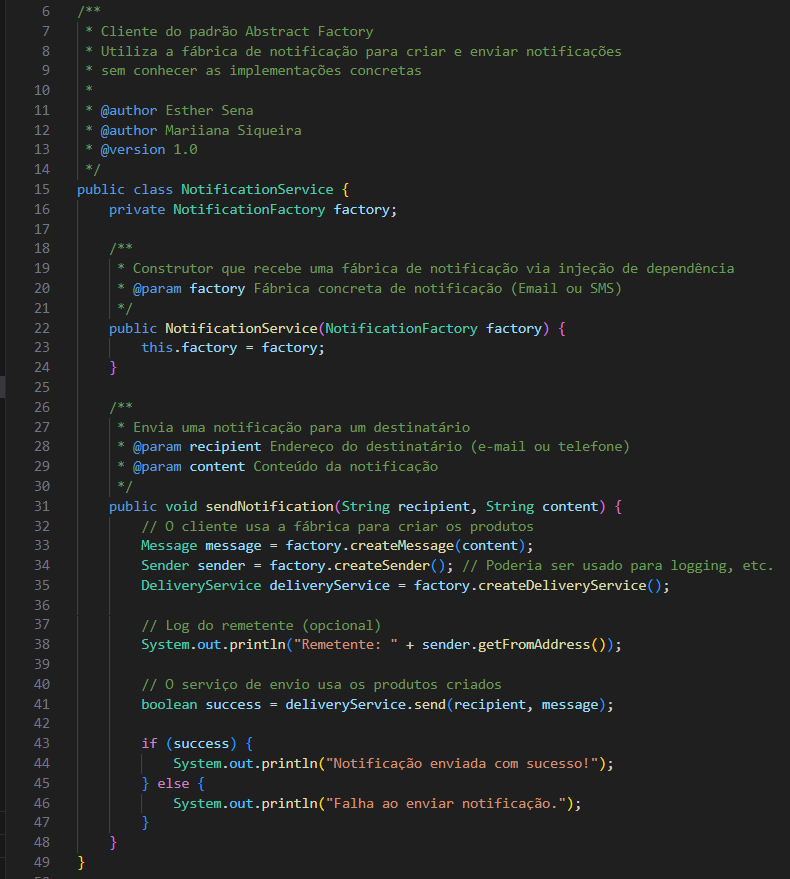 6 /**
7 * Cliente do padrão Abstract Factory
8 * Utiliza a fábrica de notificação para criar e enviar notificações
9 * sem conhecer as implementações concretas
10 *
11 * @author Esther Sena
12 * @author Mariiana Siqueira
13 * @version 1.0
14 */
15 public class NotificationService {
16     private NotificationFactory factory;
17
18     /**
19      * Construtor que recebe uma fábrica de notificação via injeção de dependência
20      * @param factory Fábrica concreta de notificação (Email ou SMS)
21      */
22     public NotificationService(NotificationFactory factory) {
23         this.factory = factory;
24     }
25
26     /**
27      * Envia uma notificação para um destinatário
28      * @param recipient Endereço do destinatário (e-mail ou telefone)
29      * @param content Conteúdo da notificação
30      */
31     public void sendNotification(String recipient, String content) {
32         // O cliente usa a fábrica para criar os produtos
33         Message message = factory.createMessage(content);
34         Sender sender = factory.createSender(); // Poderia ser usado para logging, etc.
35         DeliveryService deliveryService = factory.createDeliveryService();
36
37         // Log do remetente (opcional)
38         System.out.println("Remetente: " + sender.getFromAddress());
39
40         // O serviço de envio usa os produtos criados
41         boolean success = deliveryService.send(recipient, message);
42
43         if (success) {
44             System.out.println("Notificação enviada com sucesso!");
45         } else {
46             System.out.println("Falha ao enviar notificação.");
47         }
48     }
49 }